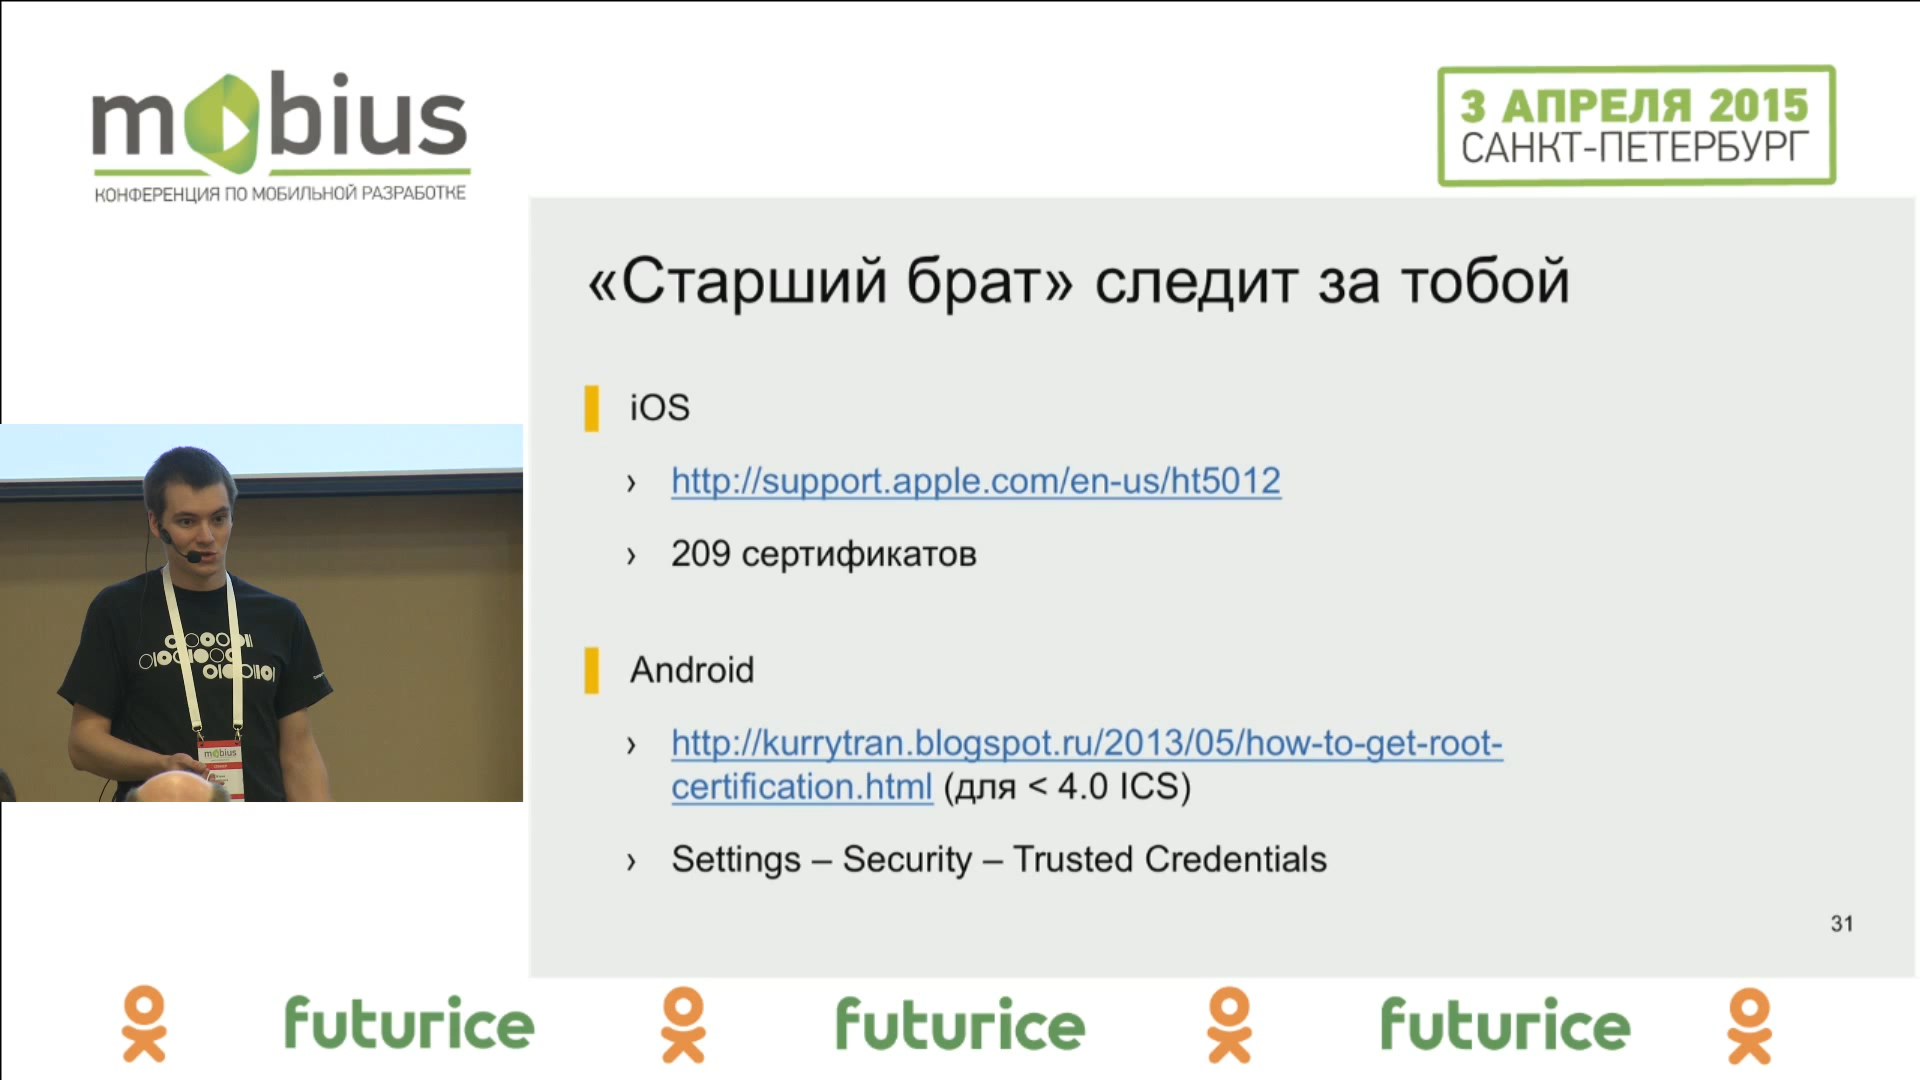 mobius
КОНФЕРЕНЦИЯ ПО МОБИЛЬНОЙ РАЗРАБОТКЕ
3 АПРЕЛЯ 2015
САНКТ-ПЕТЕРБУРГ
«Старший брат» следит за тобой
iOS
› http://support.apple.com/en-us/ht5012
› 209 сертификатов
Android
› http://kurrytran.blogspot.ru/2013/05/how-to-get-root-
certification.html (для < 4.0 ICS)
› Settings – Security – Trusted Credentials
31
mobius
futurice futurice futurice